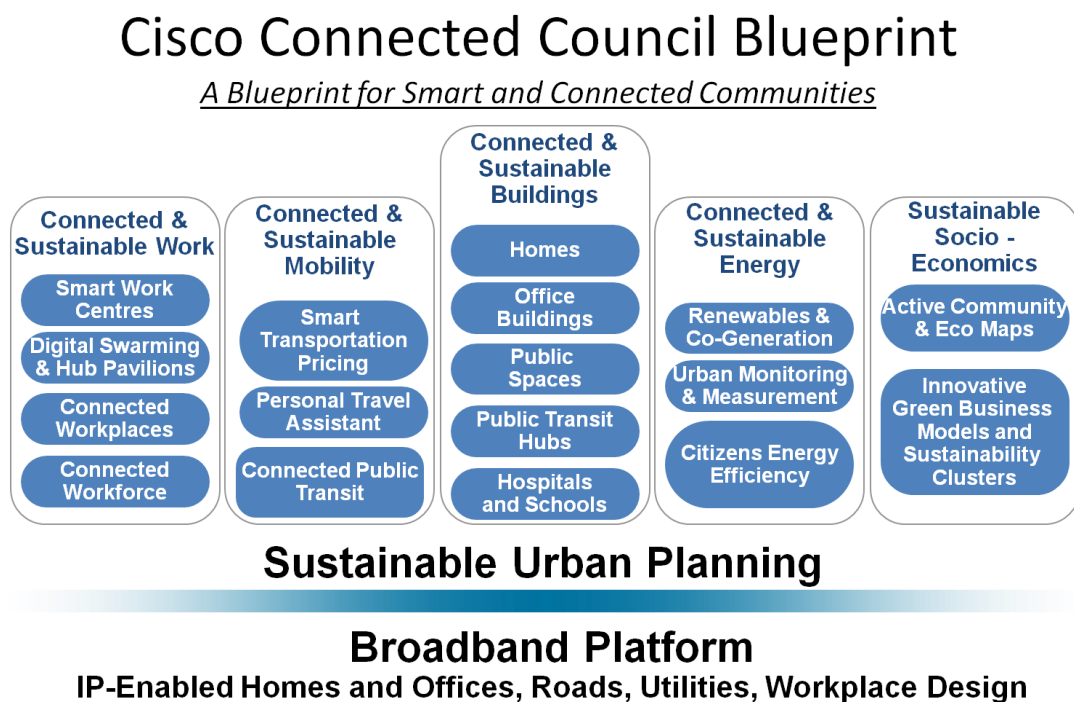 Cisco Connected Council Blueprint
A Blueprint for Smart and Connected Communities
Connected &
Sustainable Work
Smart Work
Centres
Digital Swarming
& Hub Pavilions
Connected
Workplaces
Connected
Workforce
Connected &
Sustainable
Mobility
Smart
Transportation
Pricing
Personal Travel
Assistant
Connected Public
Transit
Connected &
Sustainable
Buildings
Homes
Office
Buildings
Public
Spaces
Public Transit
Hubs
Hospitals
and Schools
Connected &
Sustainable
Energy
Renewables &
Co-Generation
Urban Monitoring
& Measurement
Citizens Energy
Efficiency
Sustainable
Socio -
Economics
Active Community
& Eco Maps
Innovative
Green Business
Models and
Sustainability
Clusters
Sustainable Urban Planning
Broadband Platform
IP-Enabled Homes and Offices, Roads, Utilities, Workplace Design